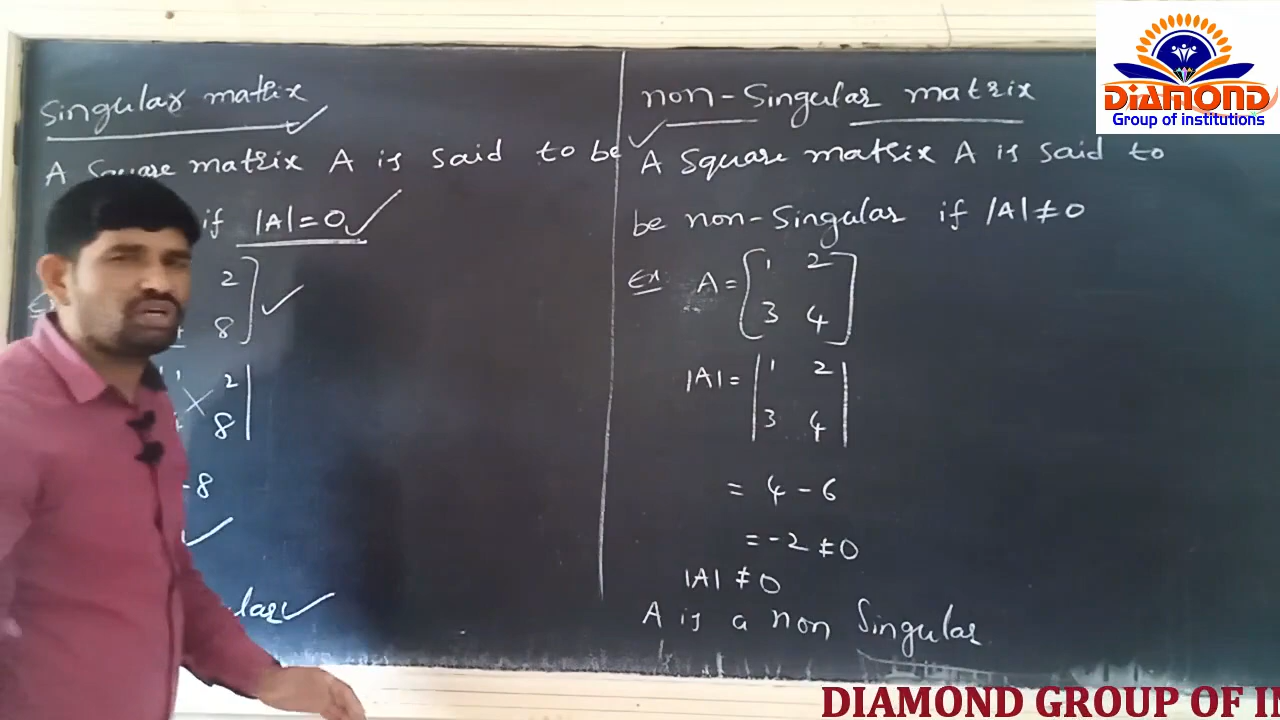 Singular matrix
A Square matrix A is said to be
if |A|=0
2
8
2
8
-8
ular
non-Singular matrix
A Square matrix A is said to
be non-Singular if |A|≠0
Ex A= [1 2
3 4]
|A|= |1 2
3 4|
= 4-6
=-2≠0
|A|≠0
A is a non Singular
DIAMOND
Group of institutions
DIAMOND GROUP OF